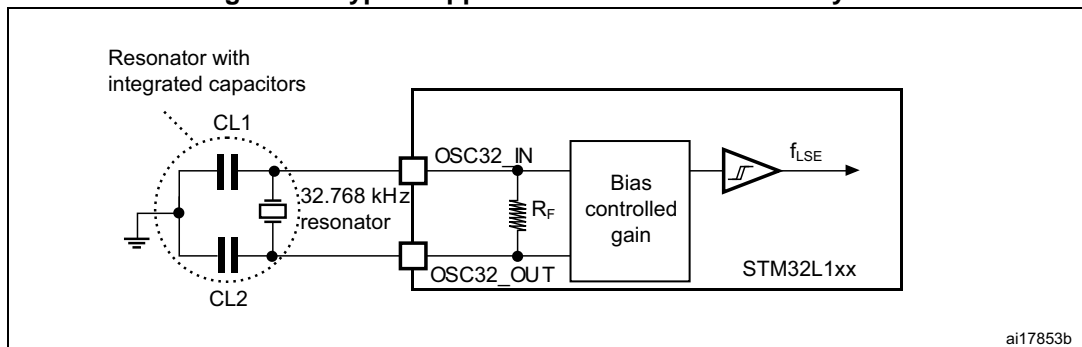 Resonator with
integrated capacitors
CL1
OSC32_IN
fLSE
32.768 kHz
resonator
RF
Bias
controlled
gain
OSC32_OUT
STM32L1xx
CL2
ai17853b